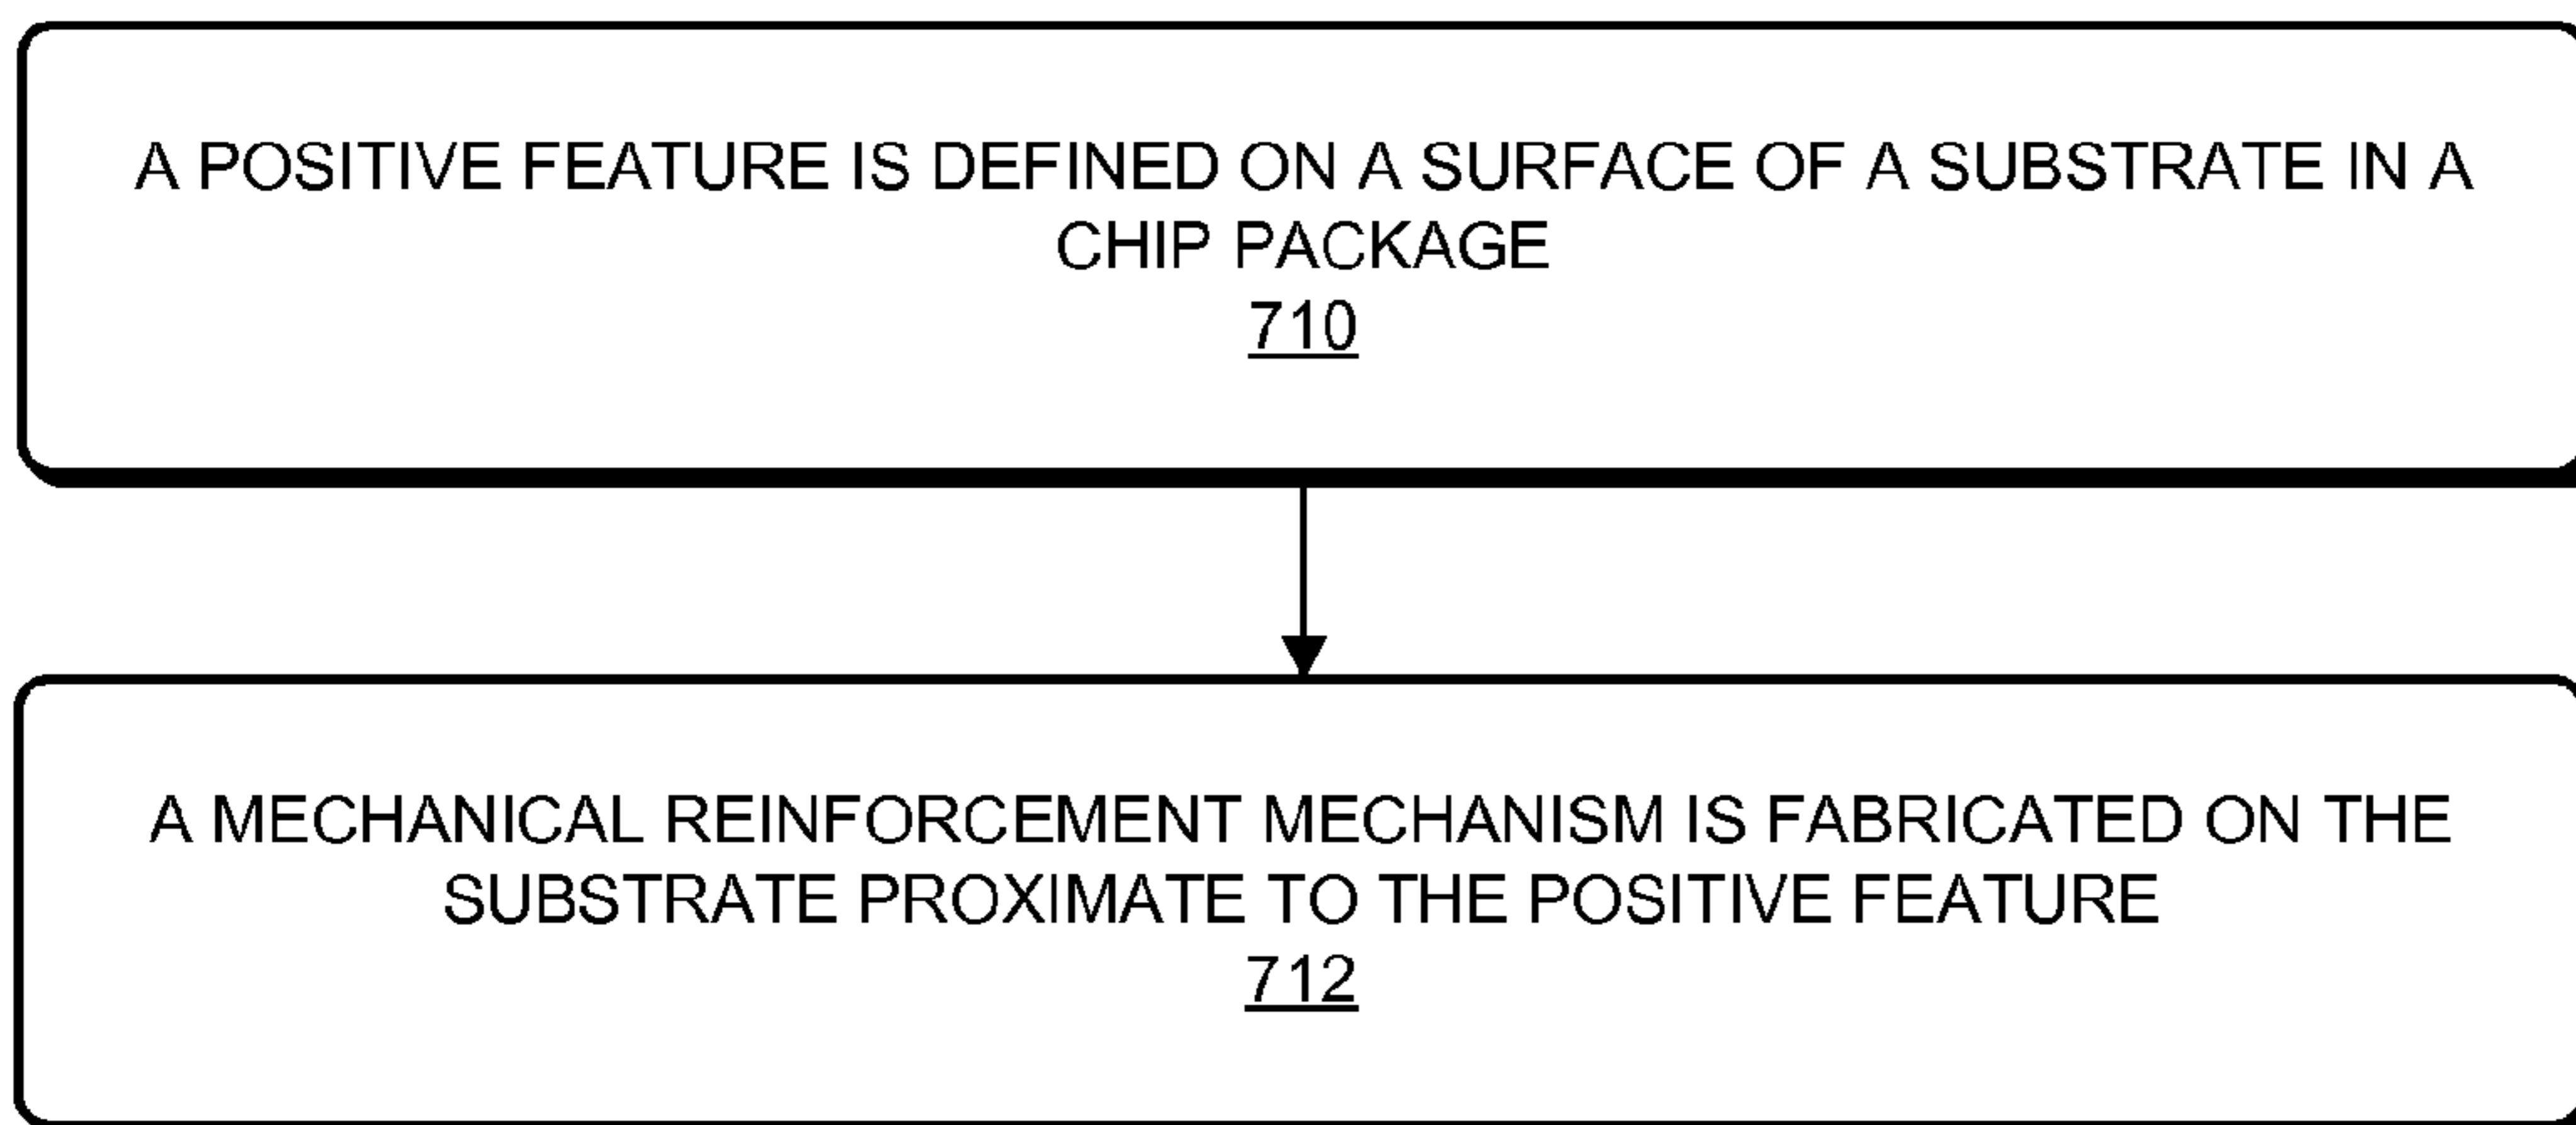 A POSITIVE FEATURE IS DEFINED ON A SURFACE OF A SUBSTRATE IN A
CHIP PACKAGE
710
A MECHANICAL REINFORCEMENT MECHANISM IS FABRICATED ON THE
SUBSTRATE PROXIMATE TO THE POSITIVE FEATURE
712